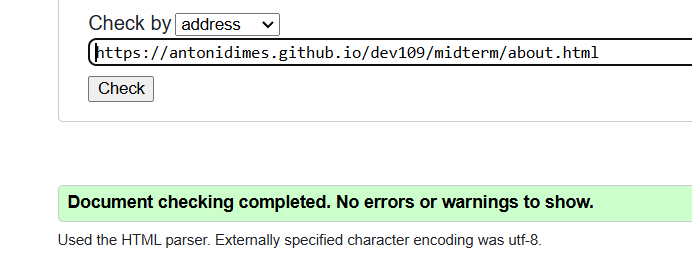 Check by address
https://antonidimes.github.io/dev109/midterm/about.html
Check
Document checking completed. No errors or warnings to show.
Used the HTML parser. Externally specified character encoding was utf-8.